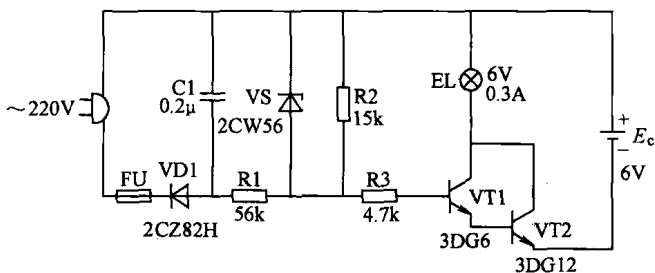 ~220V
FU
VD1
2CZ82H
C1
0.2μ
VS
2CW56
R1
56k
R2
15k
R3
4.7k
EL
6V
0.3A
VT1
3DG6
VT2
3DG12
+
Ec
−
6V